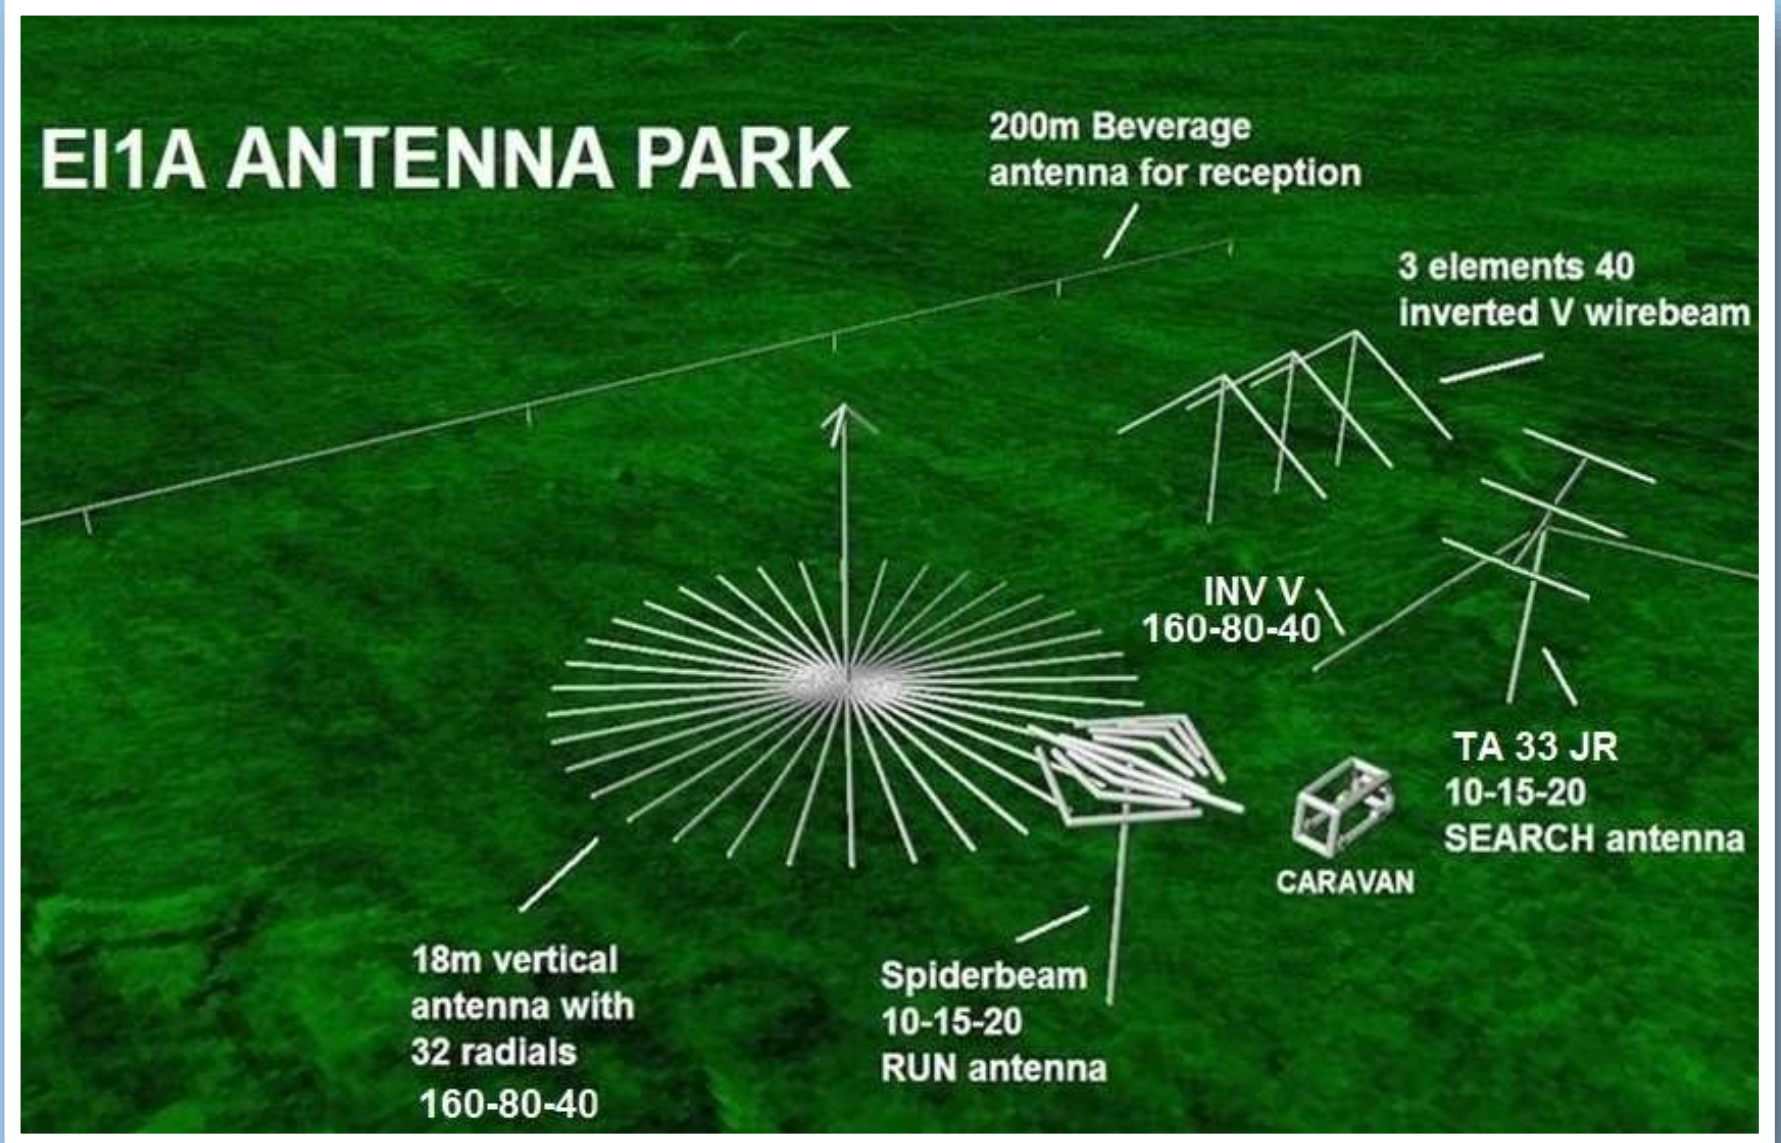 EI1A ANTENNA PARK
200m Beverage
antenna for reception
3 elements 40
inverted V wirebeam
INV V
160-80-40
TA 33 JR
10-15-20
SEARCH antenna
CARAVAN
18m vertical
antenna with
32 radials
160-80-40
Spiderbeam
10-15-20
RUN antenna